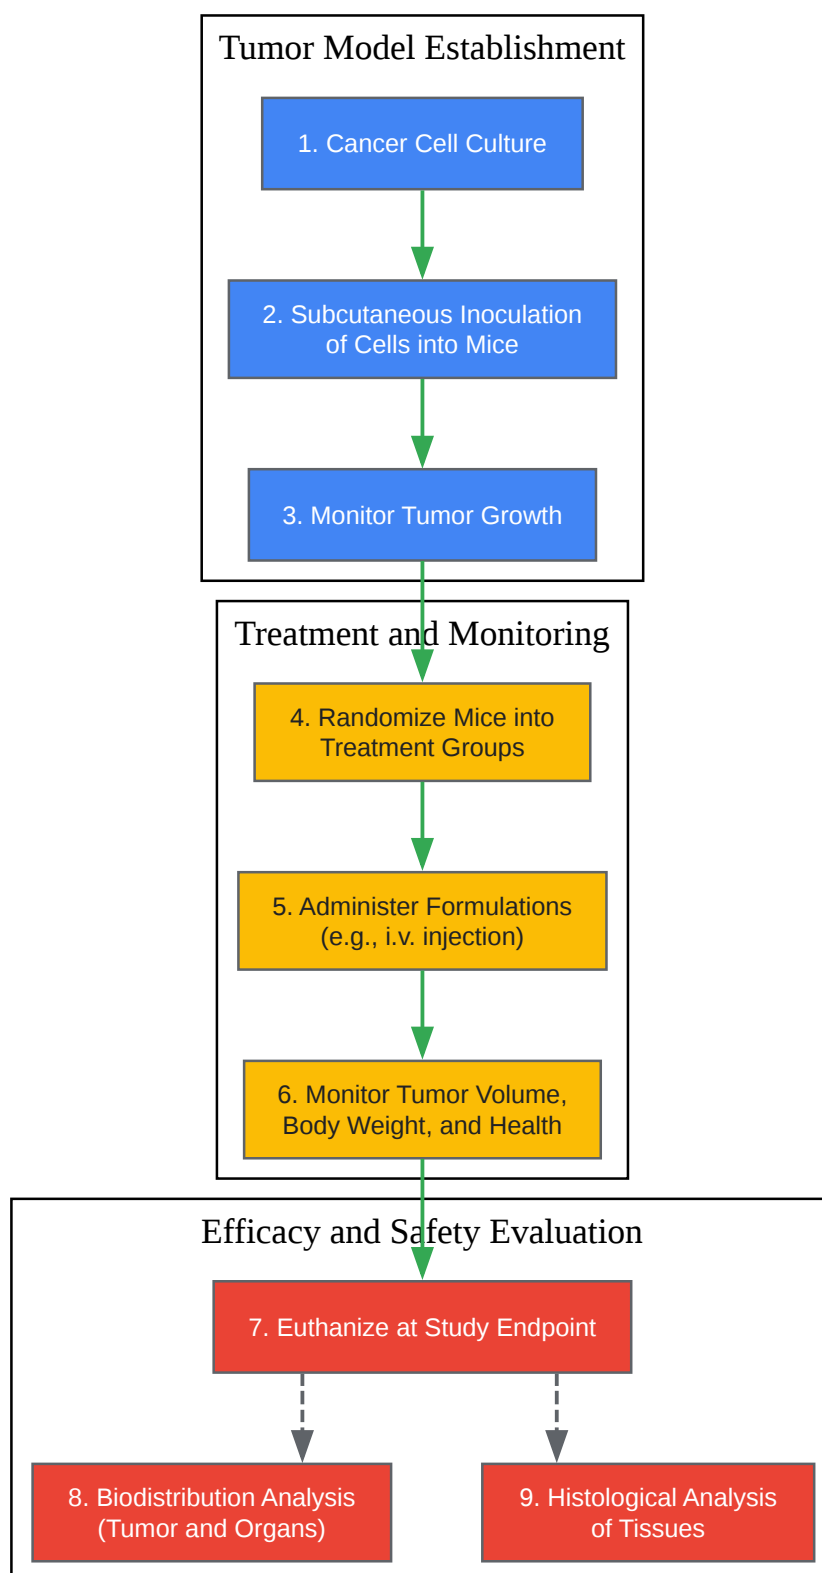 Tumor Model Establishment
1. Cancer Cell Culture
2. Subcutaneous Inoculation
of Cells into Mice
3. Monitor Tumor Growth
Treatment and Monitoring
4. Randomize Mice into
Treatment Groups
5. Administer Formulations
(e.g., i.v. injection)
6. Monitor Tumor Volume,
Body Weight, and Health
Efficacy and Safety Evaluation
7. Euthanize at Study Endpoint
8. Biodistribution Analysis
(Tumor and Organs)
9. Histological Analysis
of Tissues